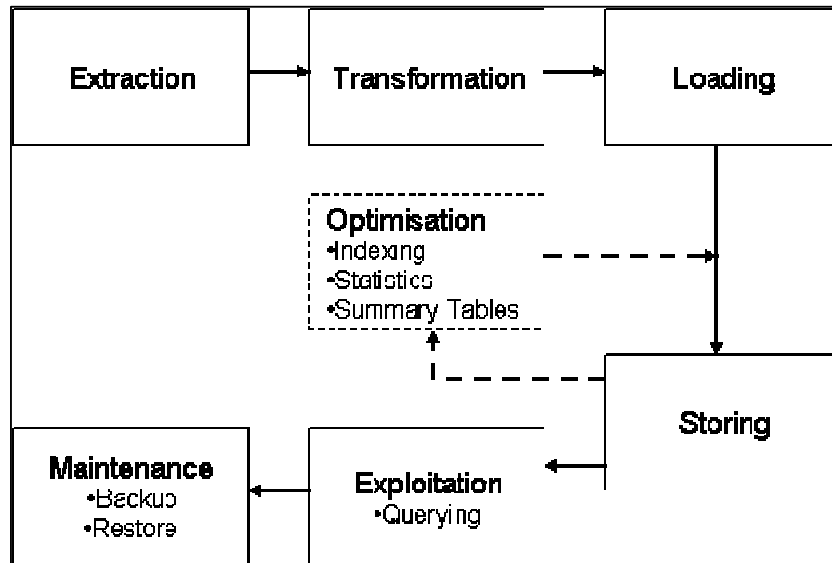 Extraction
Transformation
Loading
Optimisation
•Indexing
•Statistics
•Summary Tables
Storing
Maintenance
•Backup
•Restore
Exploitation
•Querying